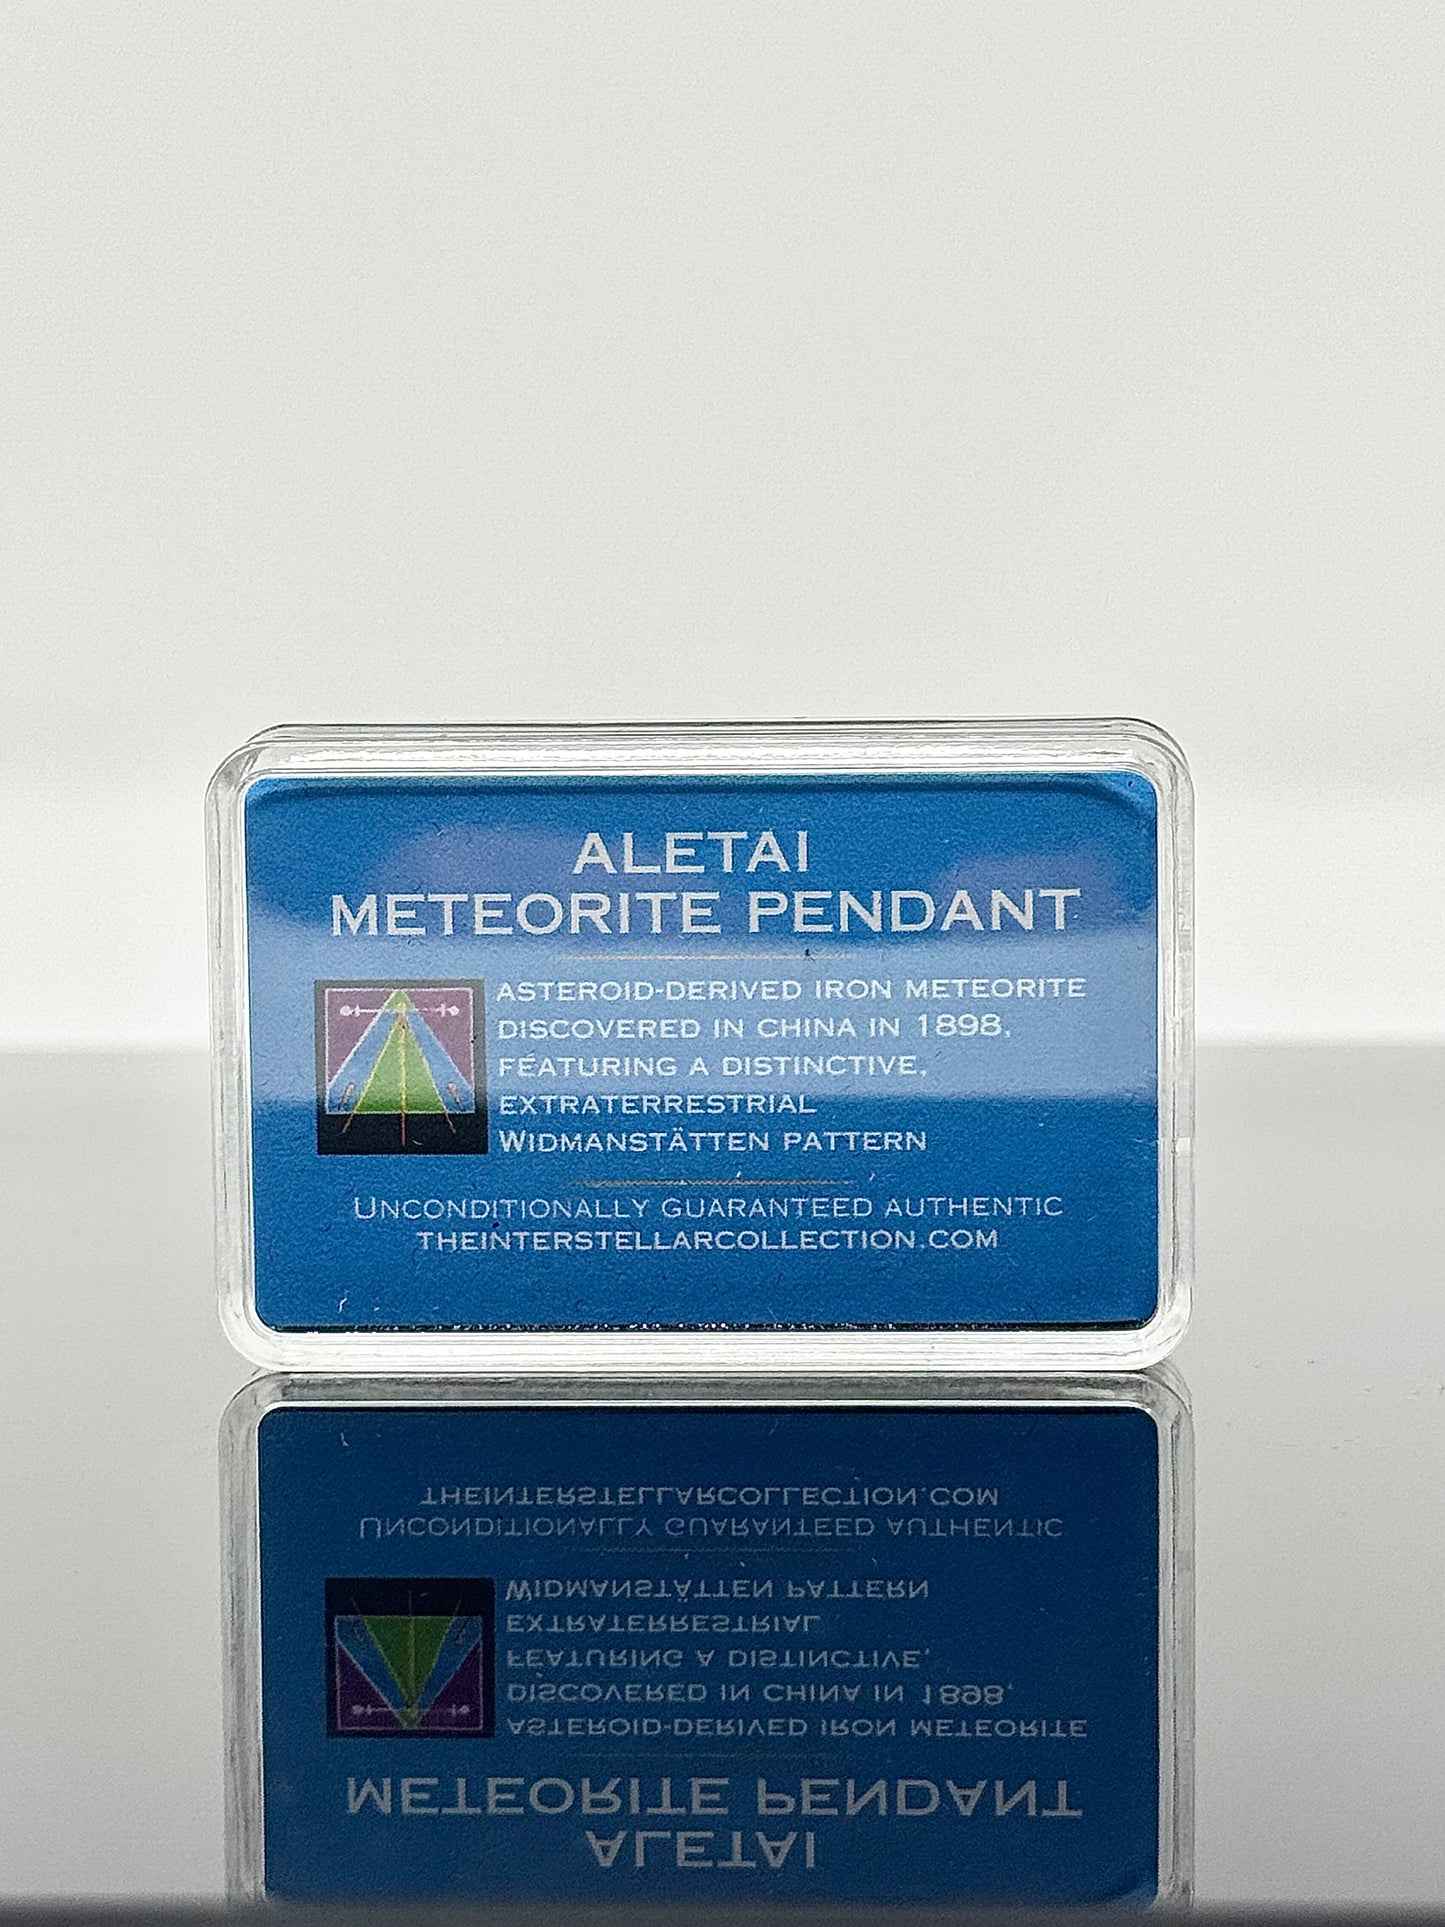 ALETAI
METEORITE PENDANT
ASTEROID-DERIVED IRON METEORITE
DISCOVERED IN CHINA IN 1898,
FEATURING A DISTINCTIVE,
EXTRATERRESTRIAL
WIDMANSTÄTTEN PATTERN
UNCONDITIONALLY GUARANTEED AUTHENTIC
THEINTERSTELLARCOLLECTION.COM